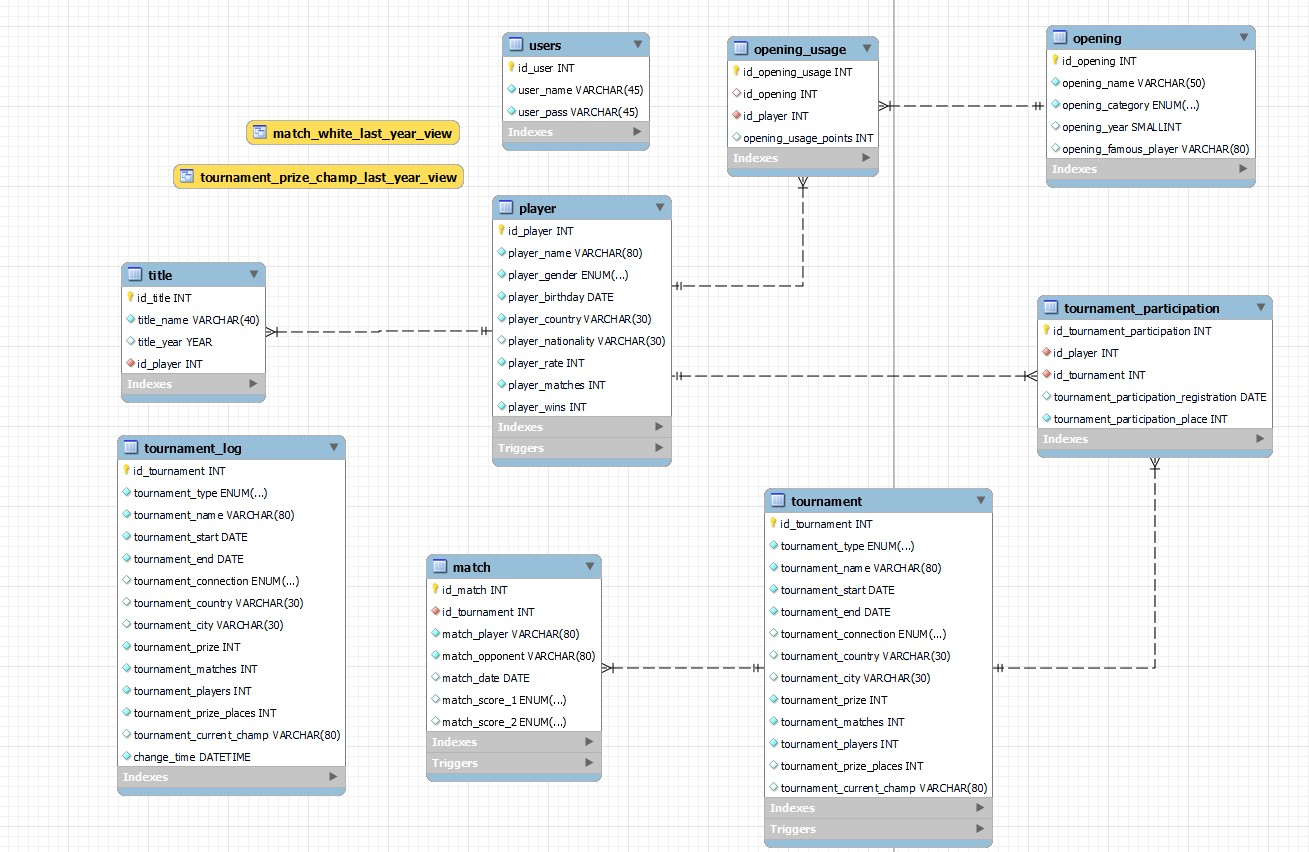 users
id_user INT
user_name VARCHAR(45)
user_pass VARCHAR(45)
Indexes
opening_usage
id_opening_usage INT
id_opening INT
id_player INT
opening_usage_points INT
Indexes
opening
id_opening INT
opening_name VARCHAR(50)
opening_category ENUM(...)
opening_year SMALLINT
opening_famous_player VARCHAR(80)
Indexes
match_white_last_year_view
tournament_prize_champ_last_year_view
player
id_player INT
player_name VARCHAR(80)
player_gender ENUM(...)
player_birthday DATE
player_country VARCHAR(30)
player_nationality VARCHAR(30)
player_rate INT
player_matches INT
player_wins INT
Indexes
Triggers
title
id_title INT
title_name VARCHAR(40)
title_year YEAR
id_player INT
Indexes
tournament_participation
id_tournament_participation INT
id_player INT
id_tournament INT
tournament_participation_registration DATE
tournament_participation_place INT
Indexes
tournament_log
id_tournament INT
tournament_type ENUM(...)
tournament_name VARCHAR(80)
tournament_start DATE
tournament_end DATE
tournament_connection ENUM(...)
tournament_country VARCHAR(30)
tournament_city VARCHAR(30)
tournament_prize INT
tournament_matches INT
tournament_players INT
tournament_prize_places INT
tournament_current_champ VARCHAR(80)
change_time DATETIME
Indexes
match
id_match INT
id_tournament INT
match_player VARCHAR(80)
match_opponent VARCHAR(80)
match_date DATE
match_score_1 ENUM(...)
match_score_2 ENUM(...)
Indexes
Triggers
tournament
id_tournament INT
tournament_type ENUM(...)
tournament_name VARCHAR(80)
tournament_start DATE
tournament_end DATE
tournament_connection ENUM(...)
tournament_country VARCHAR(30)
tournament_city VARCHAR(30)
tournament_prize INT
tournament_matches INT
tournament_players INT
tournament_prize_places INT
tournament_current_champ VARCHAR(80)
Indexes
Triggers